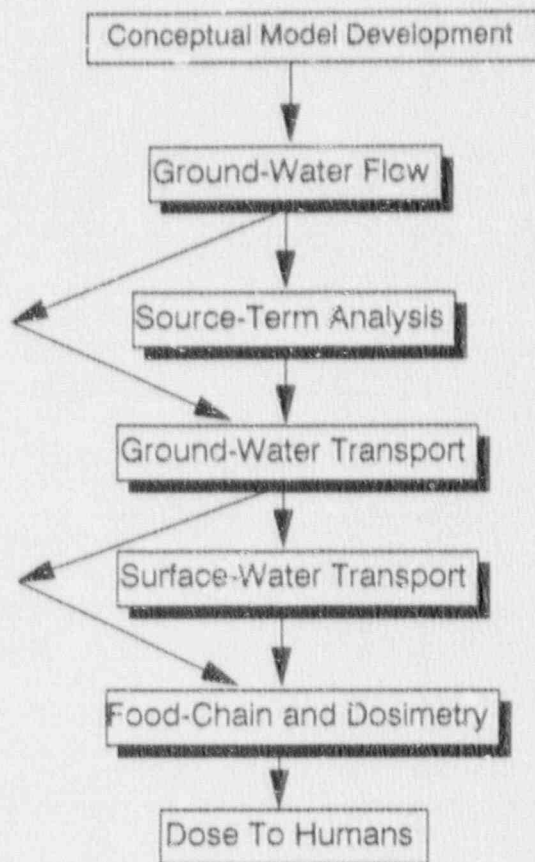 Conceptual Model Development
Ground-Water Flow
Source-Term Analysis
Ground-Water Transport
Surface-Water Transport
Food-Chain and Dosimetry
Dose To Humans